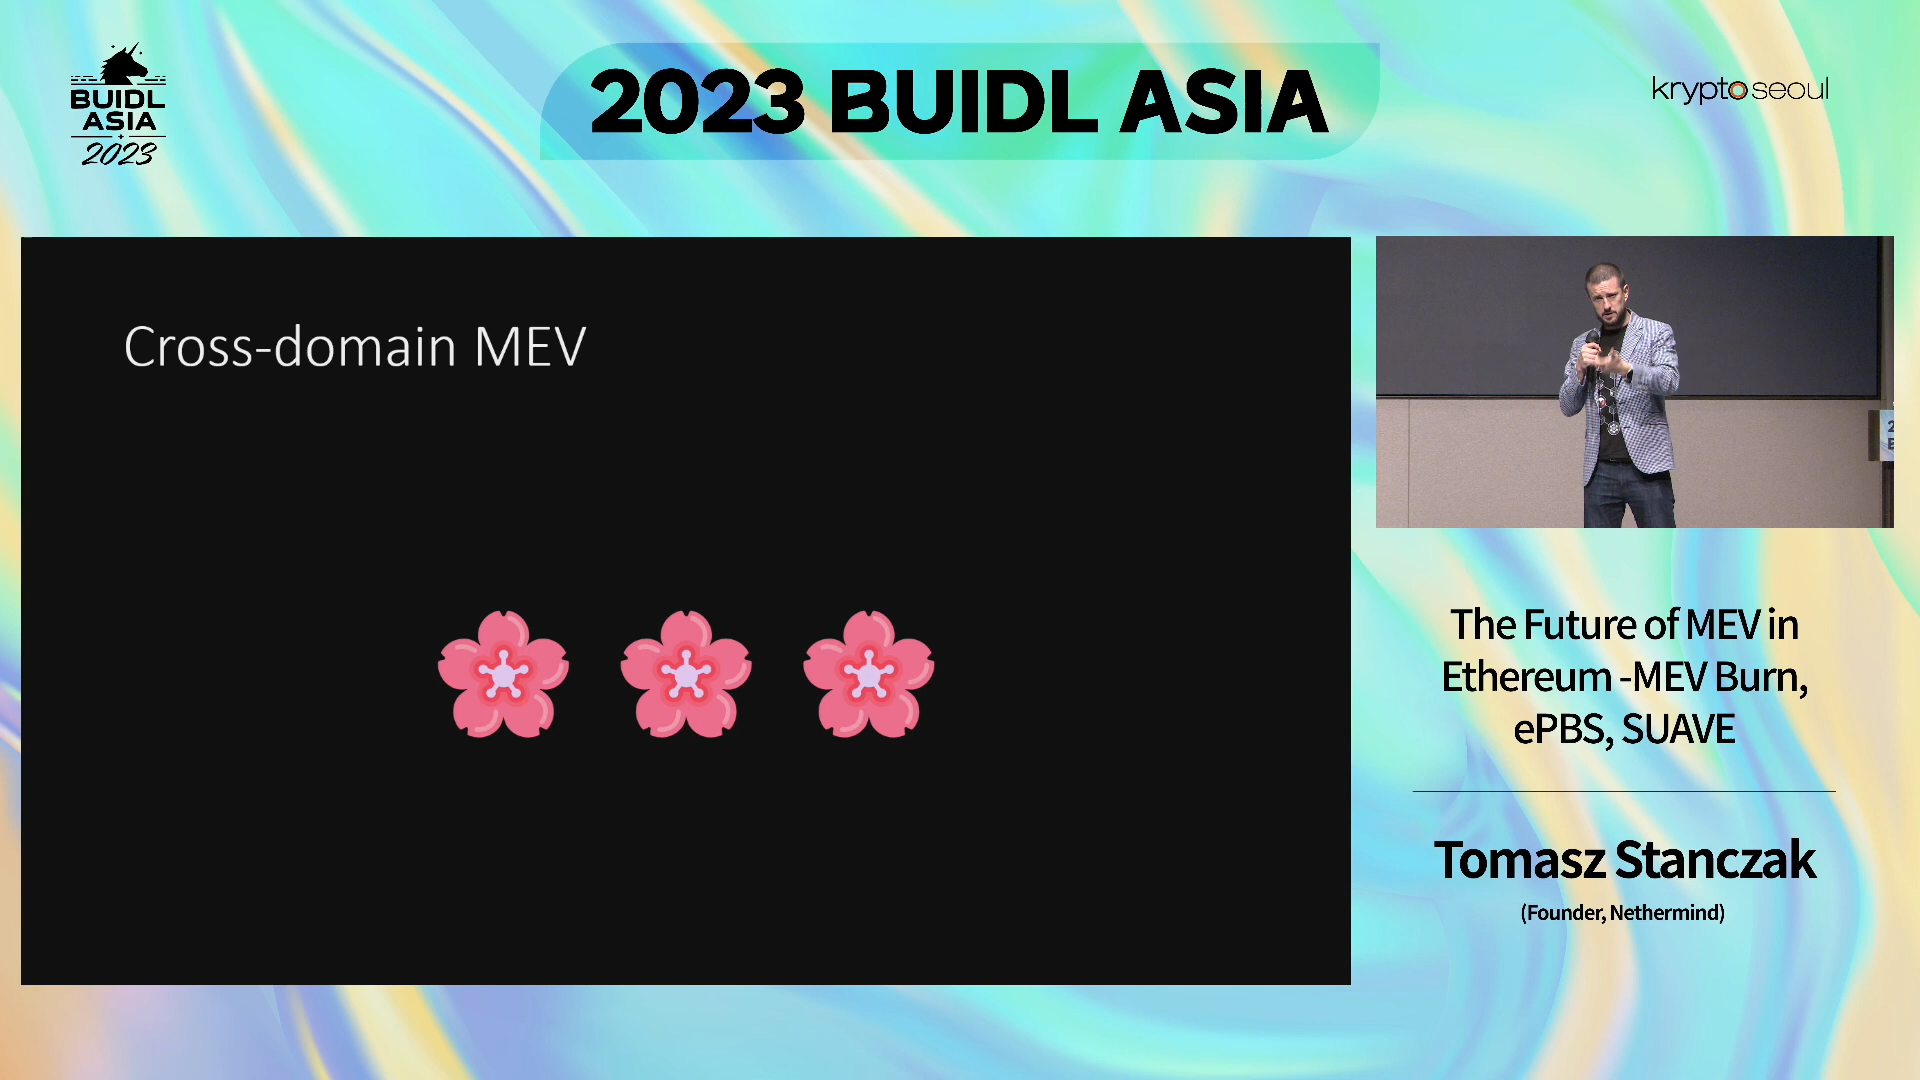 BUIDL
ASIA
2023
2023 BUIDL ASIA
kryptoseoul
Cross-domain MEV
The Future of MEV in
Ethereum -MEV Burn,
ePBS, SUAVE
Tomasz Stanczak
(Founder, Nethermind)